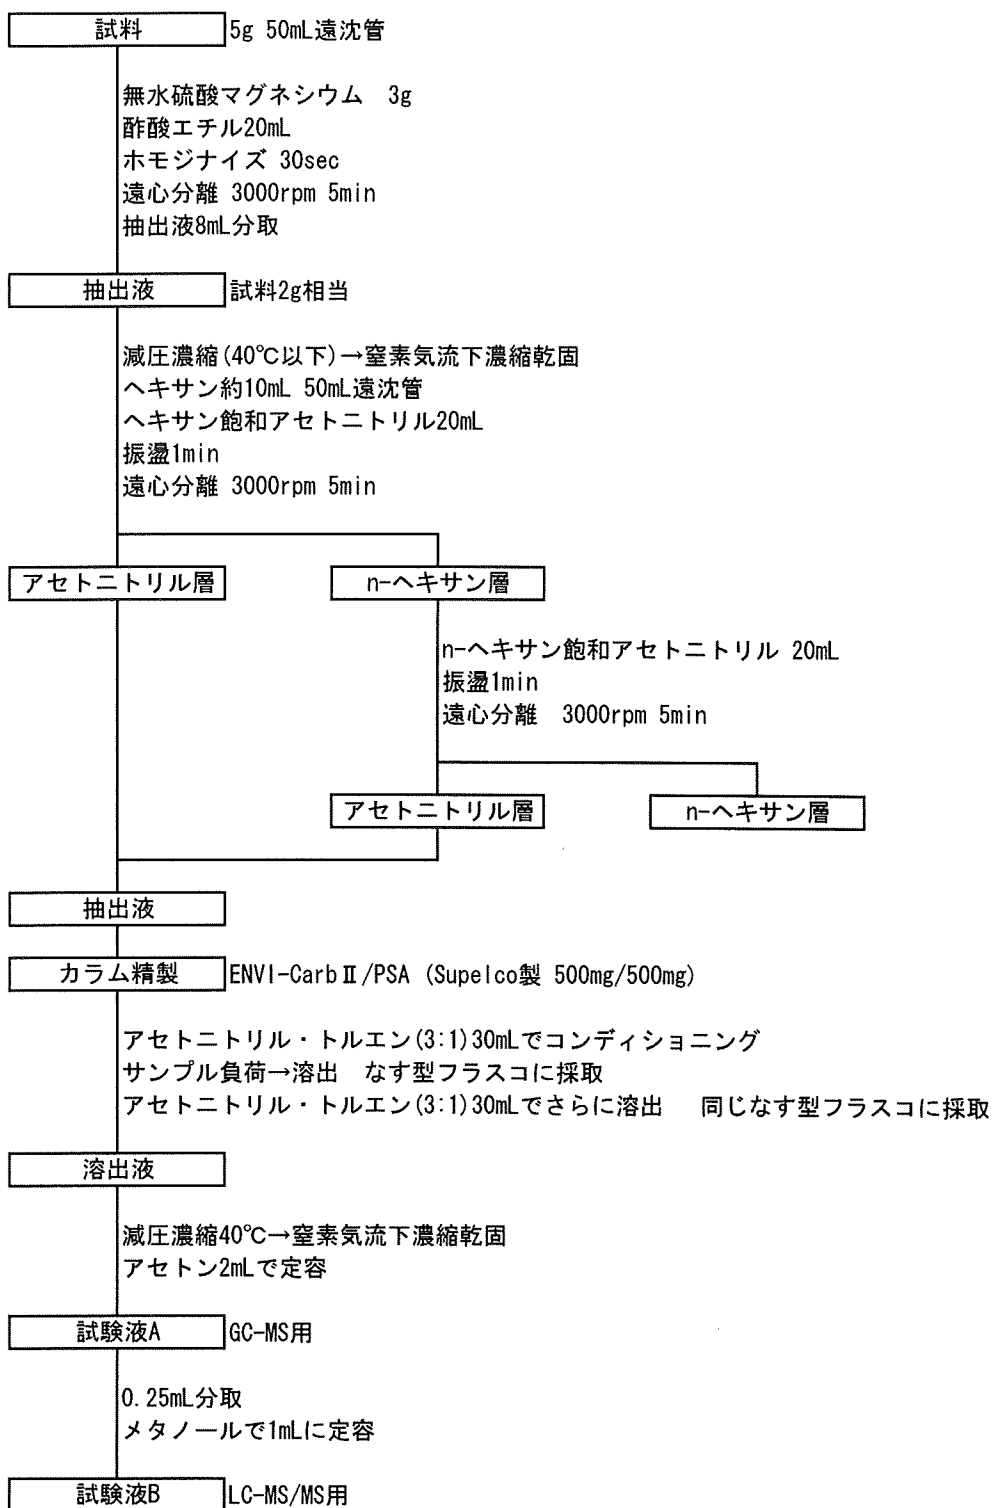 試料 5g 50mL遠沈管
無水硫酸マグネシウム 3g
酢酸エチル20mL
ホモジナイズ 30sec
遠心分離 3000rpm 5min
抽出液8mL分取
抽出液 試料2g相当
減圧濃縮(40℃以下)→窒素気流下濃縮乾固
ヘキサン約10mL 50mL遠沈管
ヘキサン飽和アセトニトリル20mL
振盪1min
遠心分離 3000rpm 5min
アセトニトリル層 n-ヘキサン層
n-ヘキサン飽和アセトニトリル 20mL
振盪1min
遠心分離 3000rpm 5min
アセトニトリル層 n-ヘキサン層
抽出液
カラム精製 ENVI-CarbⅡ/PSA (Supelco製 500mg/500mg)
アセトニトリル・トルエン(3:1)30mLでコンディショニング
サンプル負荷→溶出 なす型フラスコに採取
アセトニトリル・トルエン(3:1)30mLでさらに溶出 同じなす型フラスコに採取
溶出液
減圧濃縮40℃→窒素気流下濃縮乾固
アセトン2mLで定容
試験液A GC-MS用
0.25mL分取
メタノールで1mLに定容
試験液B LC-MS/MS用